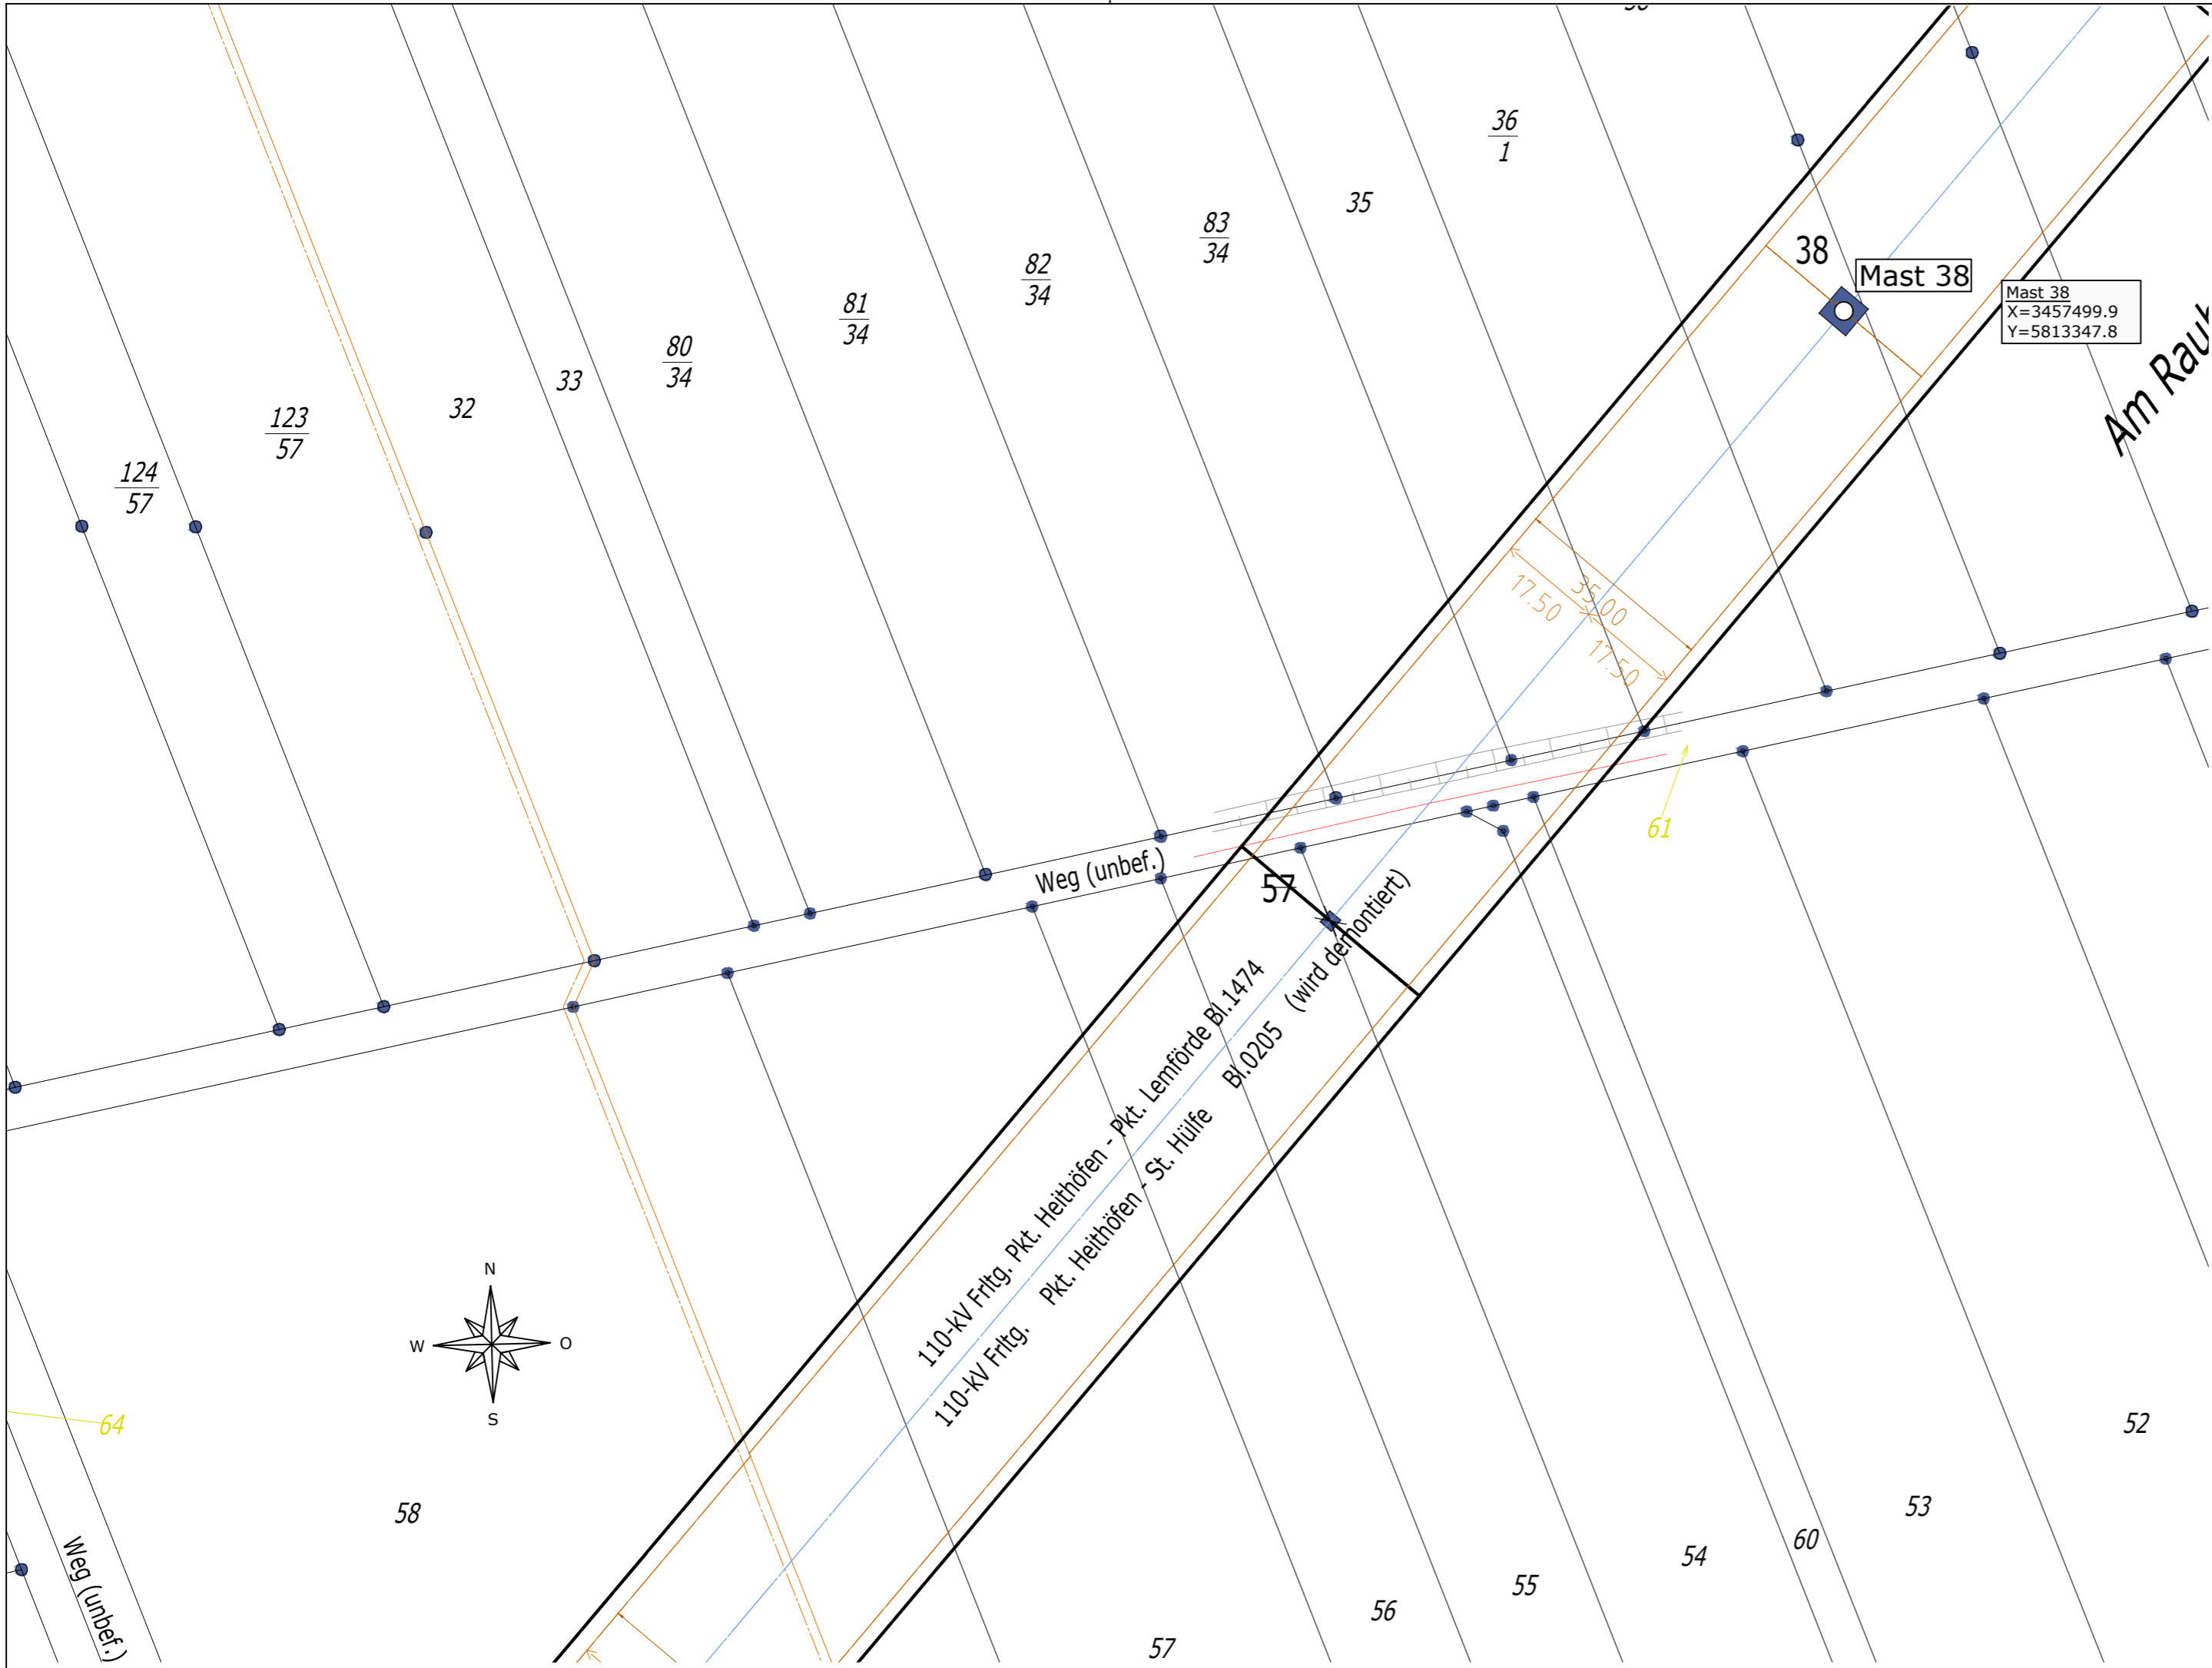 36
1
35
83
34
82
34
81
34
80
34
33
32
123
57
124
57
38
Mast 38
Mast 38
X=3457499.9
Y=5813347.8
Am
35.00
17.50
17.50
61
Weg (unbef.)
57
110-kV Frltg. Pkt. Heithöfen - Pkt. Lemförde Bl.1474
110-kV Frltg. Pkt. Heithöfen - St. Hülfe Bl.0205 (wird demontiert)
N
W
O
S
64
58
Weg (unbef.)
52
53
60
54
55
56
57